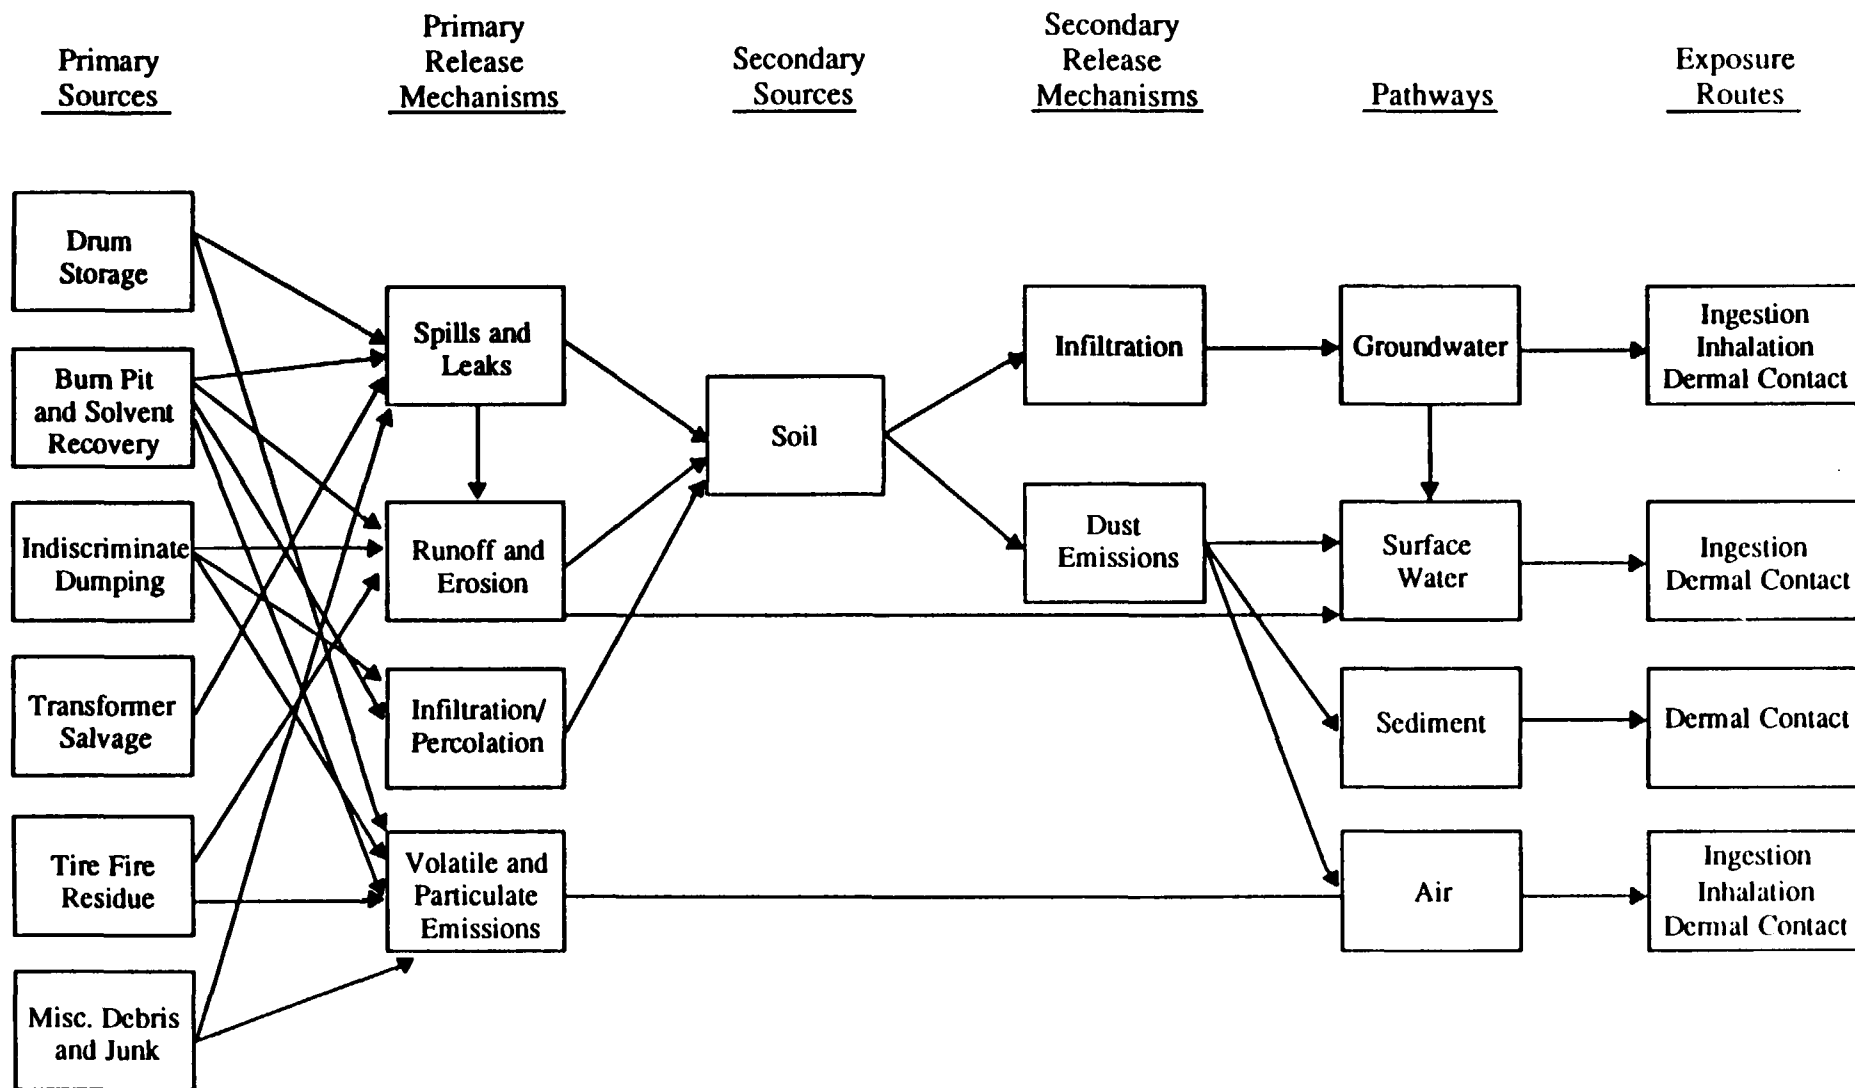 Primary
Sources
Primary
Release
Mechanisms
Secondary
Sources
Secondary
Release
Mechanisms
Pathways
Exposure
Routes
Drum
Storage
Burn Pit
and Solvent
Recovery
Indiscriminate
Dumping
Transformer
Salvage
Tire Fire
Residue
Misc. Debris
and Junk
Spills and
Leaks
Runoff and
Erosion
Infiltration/
Percolation
Volatile and
Particulate
Emissions
Soil
Infiltration
Dust
Emissions
Groundwater
Surface
Water
Sediment
Air
Ingestion
Inhalation
Dermal Contact
Ingestion
Dermal Contact
Dermal Contact
Ingestion
Inhalation
Dermal Contact